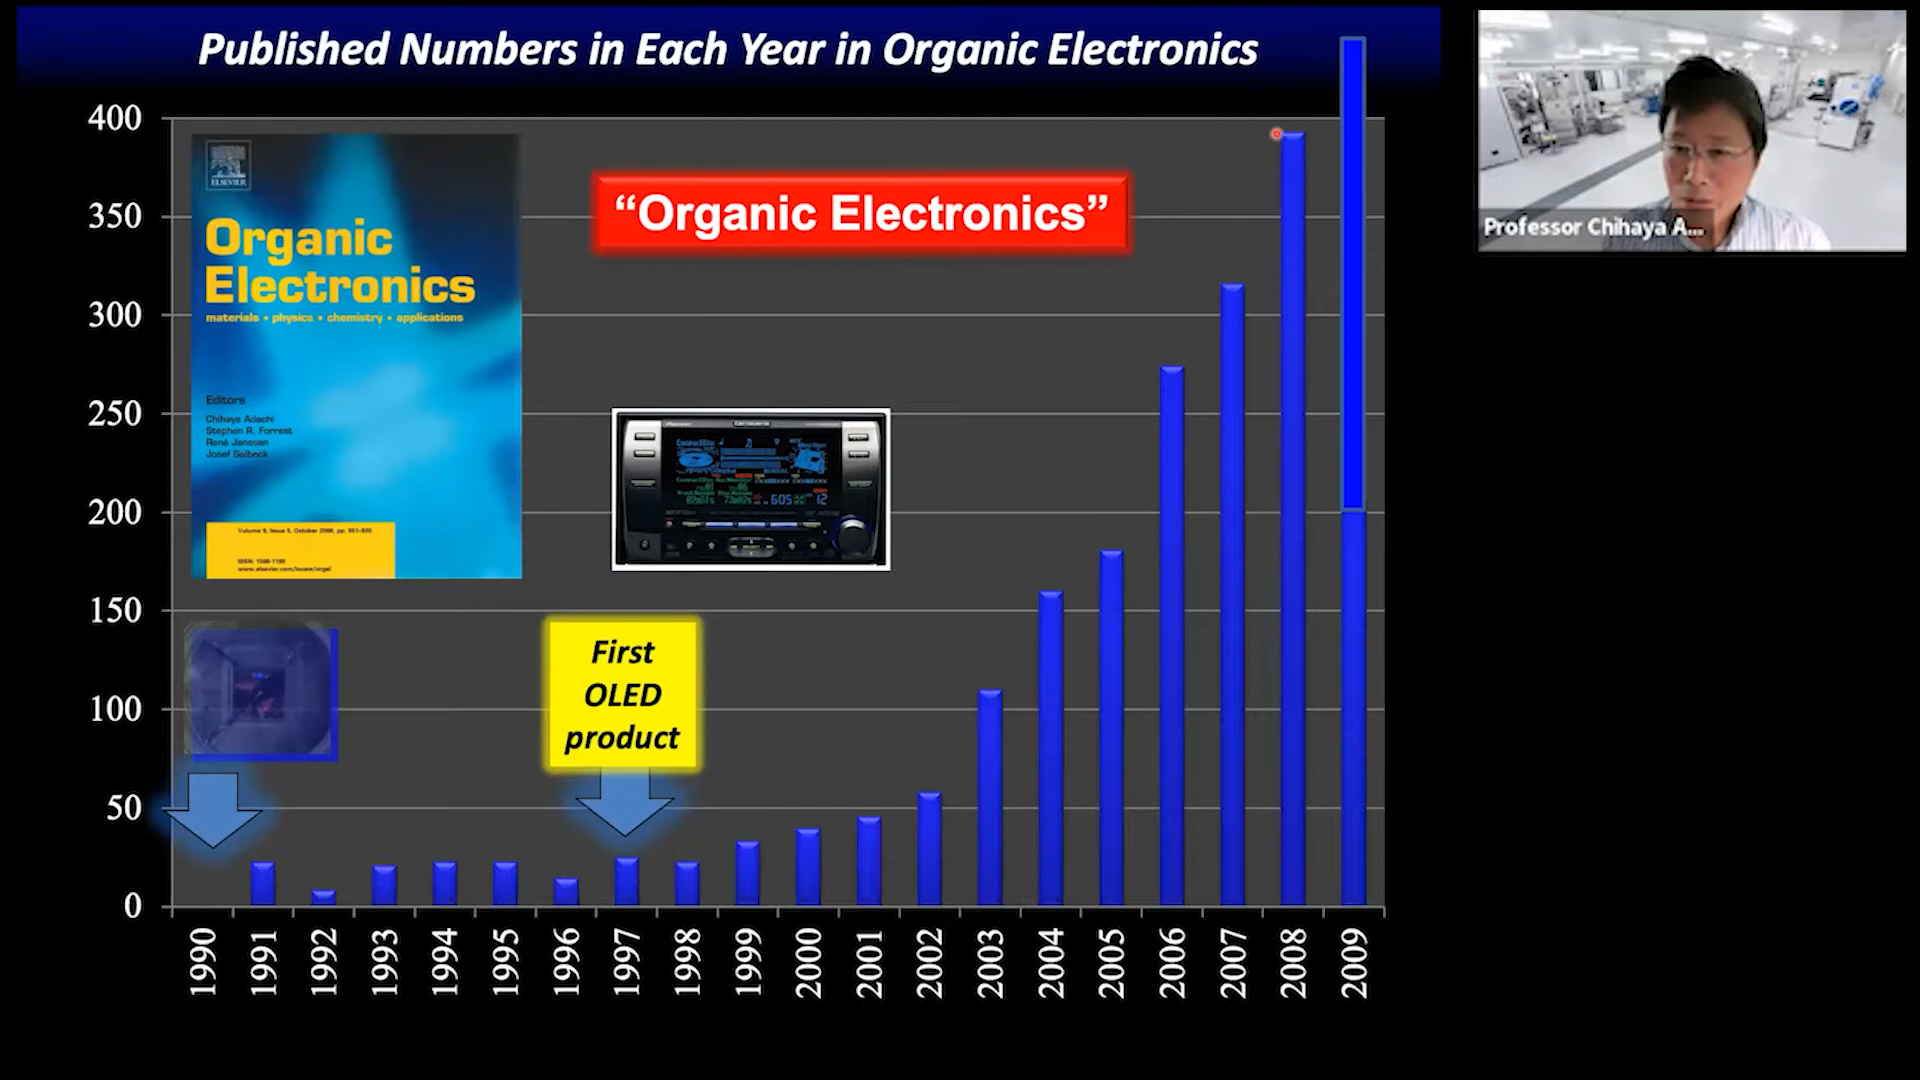 Published Numbers in Each Year in Organic Electronics
400
350
300
250
200
150
100
50
0
ELSEVIER
Organic
Electronics
materials • physics • chemistry • applications
Editors
Chihaya Adachi
Stephen R. Forrest
René Janssen
Josef Salbeck
“Organic Electronics”
605
12
First
OLED
product
1990
1991
1992
1993
1994
1995
1996
1997
1998
1999
2000
2001
2002
2003
2004
2005
2006
2007
2008
2009
Professor Chihaya A...